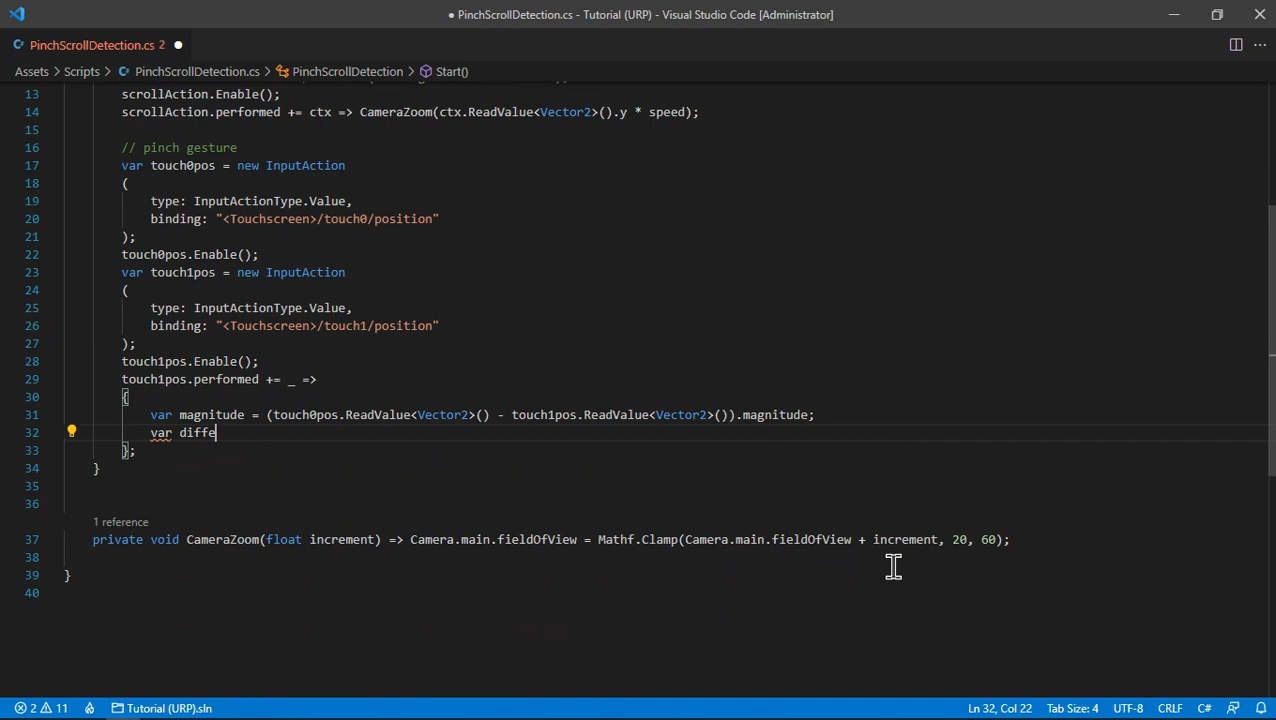 ● PinchScrollDetection.cs - Tutorial (URP) - Visual Studio Code [Administrator]
PinchScrollDetection.cs 2 ●
Assets > Scripts > PinchScrollDetection.cs > PinchScrollDetection > Start()
13 scrollAction.Enable();
14 scrollAction.performed += ctx => CameraZoom(ctx.ReadValue<Vector2>().y * speed);
15
16 // pinch gesture
17 var touch0pos = new InputAction
18 (
19 type: InputActionType.Value,
20 binding: "<Touchscreen>/touch0/position"
21 );
22 touch0pos.Enable();
23 var touch1pos = new InputAction
24 (
25 type: InputActionType.Value,
26 binding: "<Touchscreen>/touch1/position"
27 );
28 touch1pos.Enable();
29 touch1pos.performed += _ =>
30 {
31 var magnitude = (touch0pos.ReadValue<Vector2>() - touch1pos.ReadValue<Vector2>()).magnitude;
32 var diffe
33 };
34 }
35
36
1 reference
37 private void CameraZoom(float increment) => Camera.main.fieldOfView = Mathf.Clamp(Camera.main.fieldOfView + increment, 20, 60);
38
39 }
40
2 11 Tutorial (URP).sln Ln 32, Col 22 Tab Size: 4 UTF-8 CRLF C#